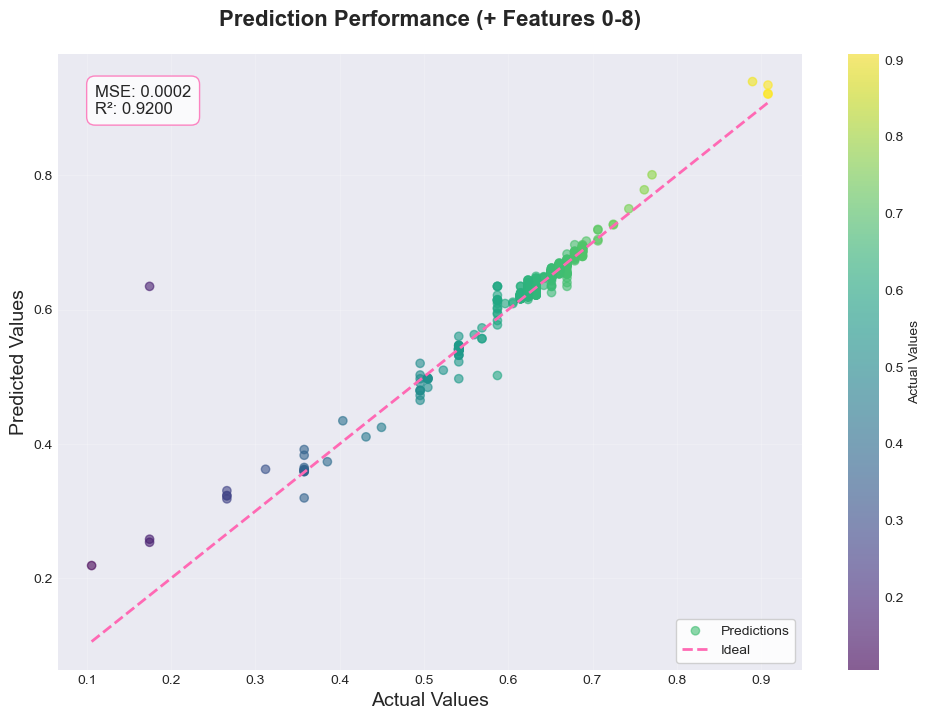 Prediction Performance (+ Features 0-8)
MSE: 0.0002
R²: 0.9200
Predicted Values
0.8
0.6
0.4
0.2
0.1
0.2
0.3
0.4
0.5
0.6
0.7
0.8
0.9
Actual Values
Predictions
Ideal
0.9
0.8
0.7
0.6
0.5
0.4
0.3
0.2
Actual Values